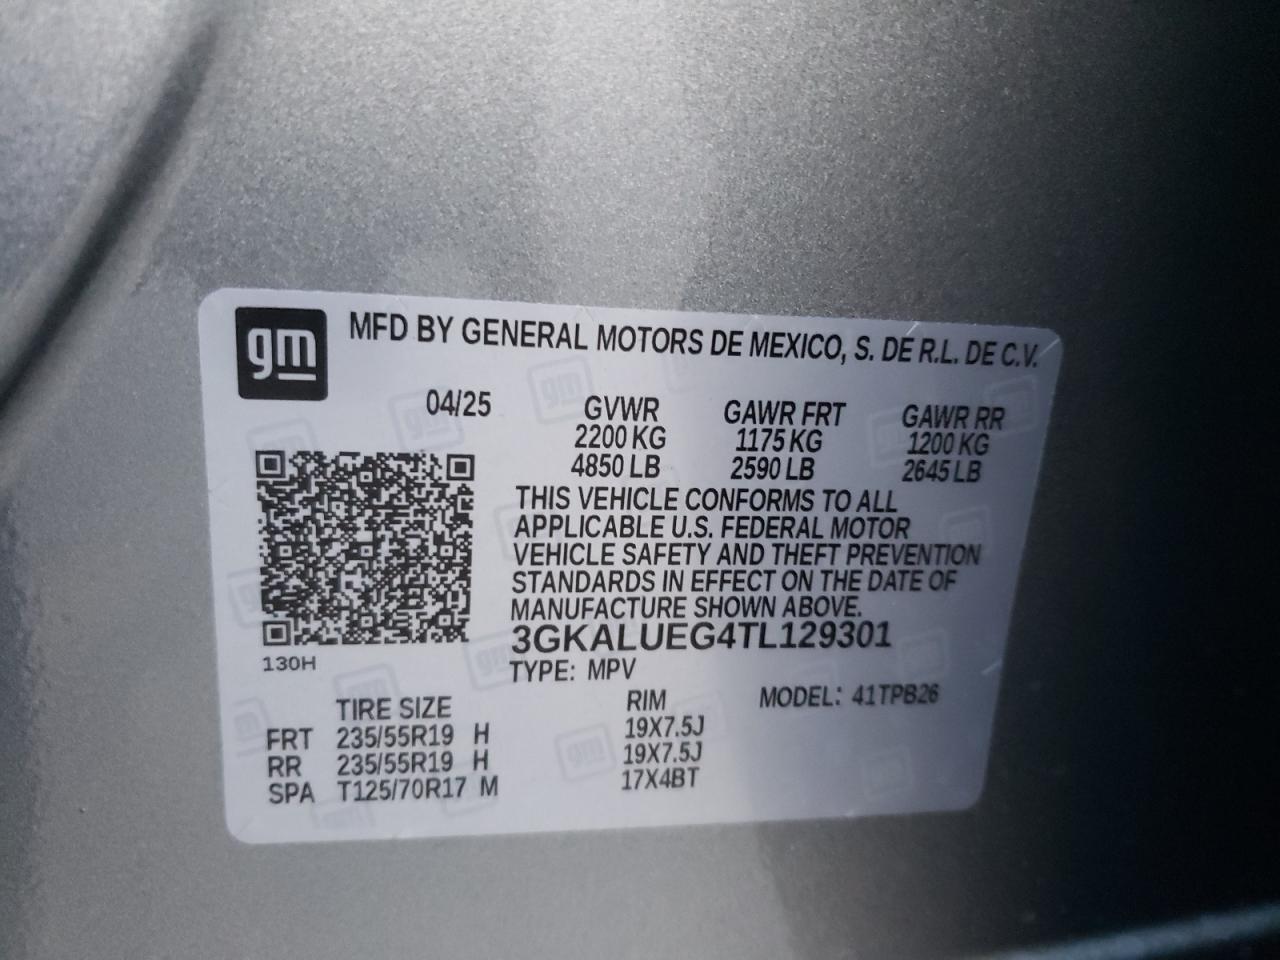 gm
MFD BY GENERAL MOTORS DE MEXICO, S. DE R.L. DE C.V.
04/25
GVWR GAWR FRT GAWR RR
2200 KG 1175 KG 1200 KG
4850 LB 2590 LB 2645 LB
THIS VEHICLE CONFORMS TO ALL
APPLICABLE U.S. FEDERAL MOTOR
VEHICLE SAFETY AND THEFT PREVENTION
STANDARDS IN EFFECT ON THE DATE OF
MANUFACTURE SHOWN ABOVE.
3GKALUEG4TL129301
130H
TYPE: MPV
MODEL: 41TPB26
TIRE SIZE RIM
FRT 235/55R19 H 19X7.5J
RR 235/55R19 H 19X7.5J
SPA T125/70R17 M 17X4BT